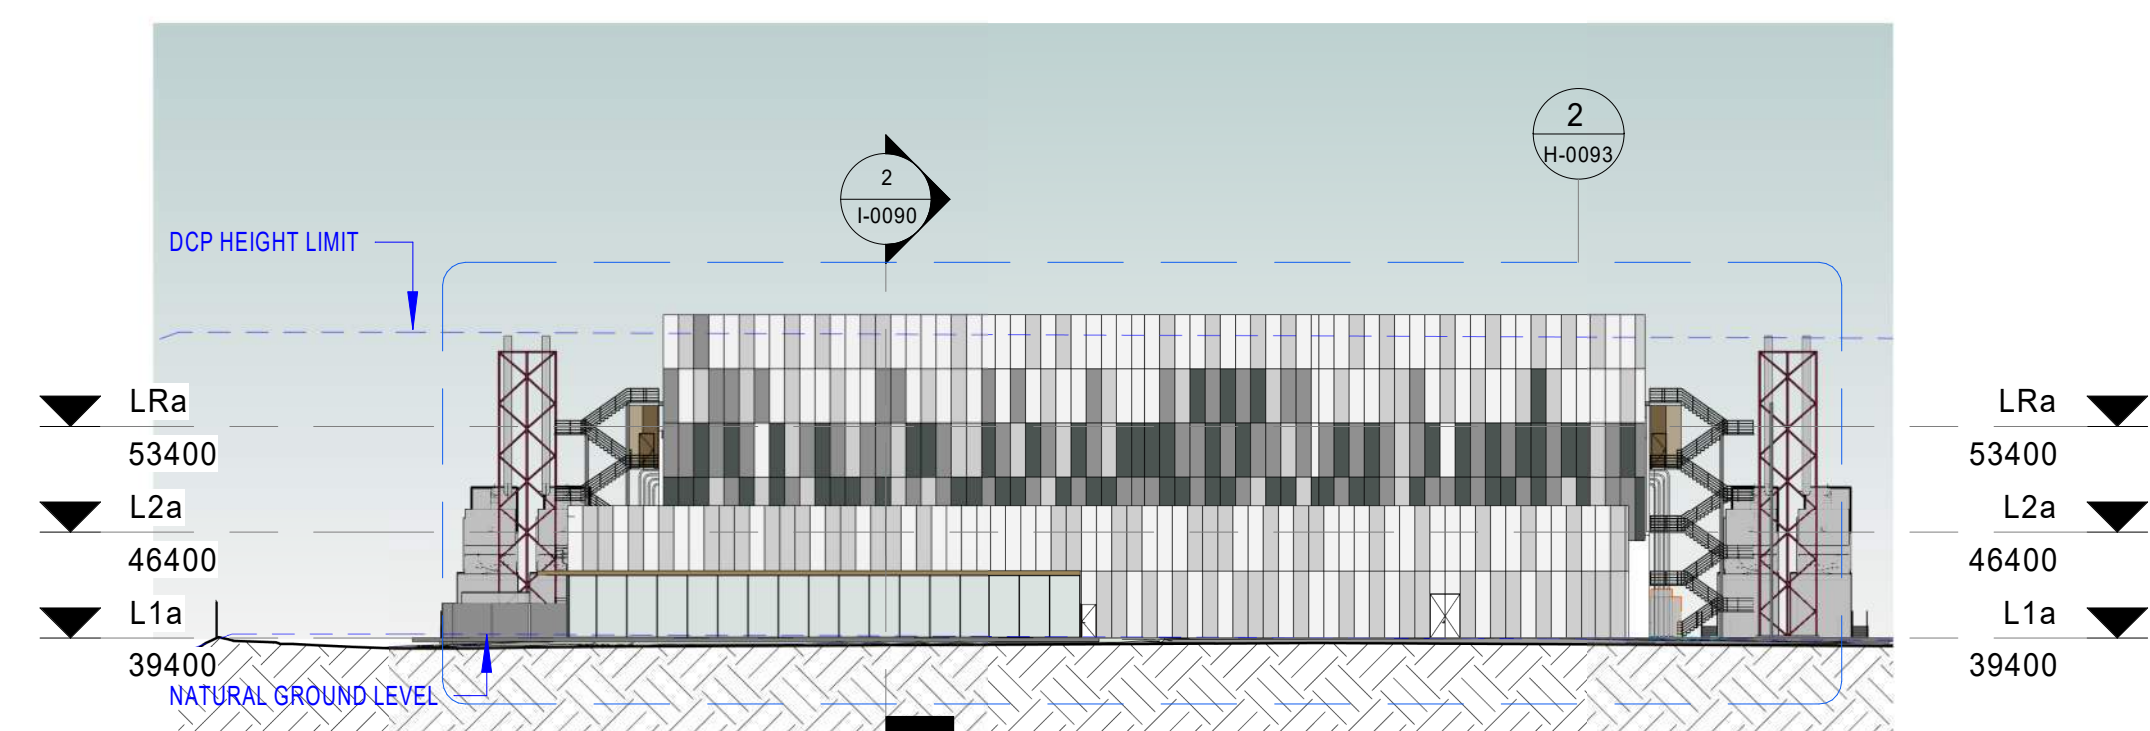 2
H-0093
2
I-0090
DCP HEIGHT LIMIT
LRa
53400
L2a
46400
L1a
39400
NATURAL GROUND LEVEL
LRa
53400
L2a
46400
L1a
39400